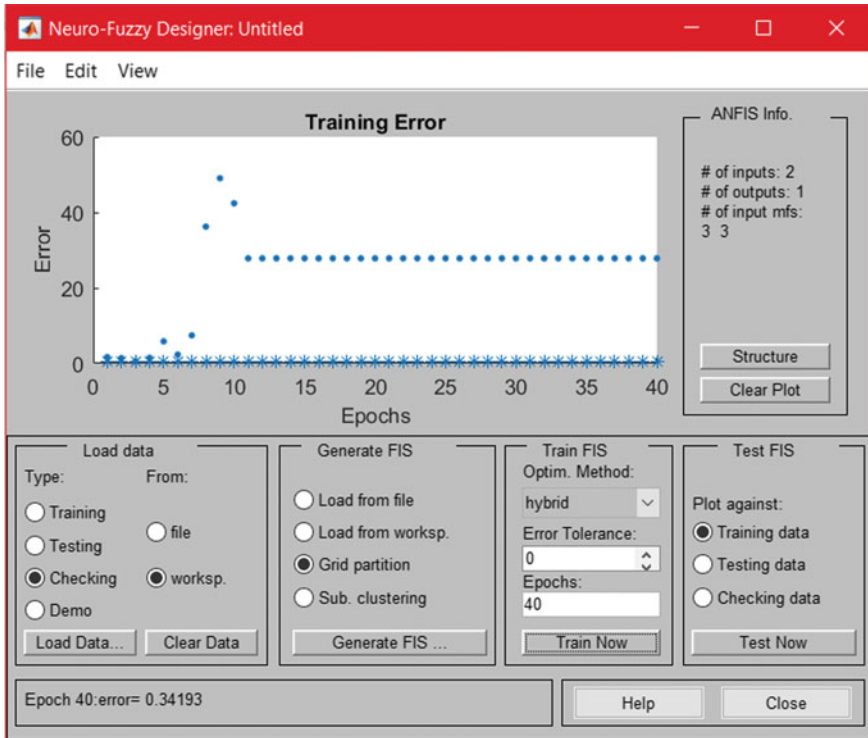 Neuro-Fuzzy Designer: Untitled
File Edit View
Training Error
60
40
20
0
Error
0 5 10 15 20 25 30 35 40
Epochs
ANFIS Info.
# of inputs: 2
# of outputs: 1
# of input mfs:
3 3
Structure
Clear Plot
Load data
Type: From:
Training
Testing
Checking
Demo
file
worksp.
Load Data... Clear Data
Generate FIS
Load from file
Load from worksp.
Grid partition
Sub. clustering
Generate FIS ...
Train FIS
Optim. Method:
hybrid
Error Tolerance:
0
Epochs:
40
Train Now
Test FIS
Plot against:
Training data
Testing data
Checking data
Test Now
Epoch 40:error= 0.34193
Help Close